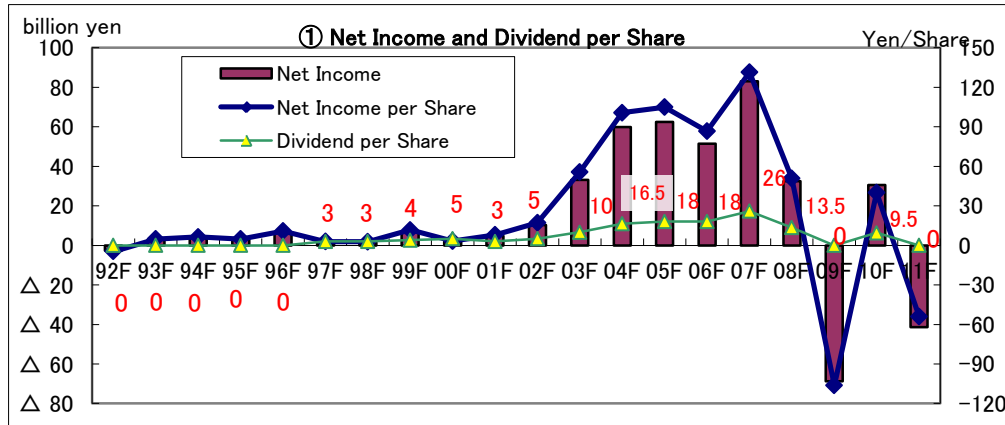 billion yen
① Net Income and Dividend per Share
Yen/Share
Net Income
Net Income per Share
Dividend per Share
100
80
60
40
20
0
△ 20
△ 40
△ 60
△ 80
150
120
90
60
30
0
-30
-60
-90
-120
92F 93F 94F 95F 96F 97F 98F 99F 00F 01F 02F 03F 04F 05F 06F 07F 08F 09F 10F 11F
0 0 0 0 0 3 3 4 5 3 5 10 16.5 18 18 26 13.5 0 9.5 0